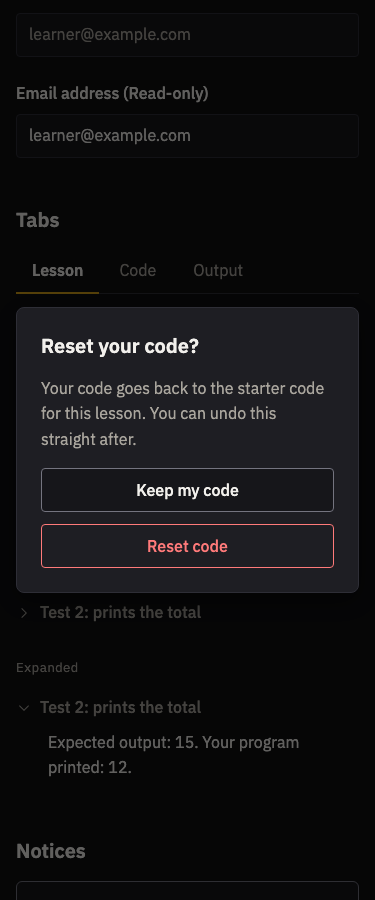 learner@example.com
Email address (Read-only)
learner@example.com
Tabs
Lesson Code Output
Reset your code?
Your code goes back to the starter code
for this lesson. You can undo this
straight after.
Keep my code
Reset code
Test 2: prints the total
Expanded
Test 2: prints the total
Expected output: 15. Your program
printed: 12.
Notices